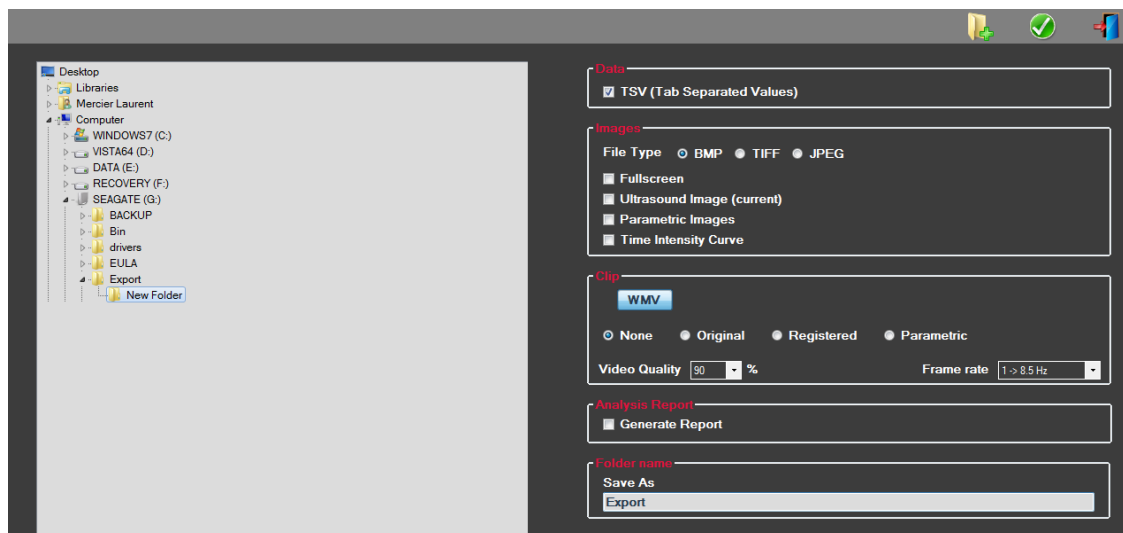 Desktop
Libraries
Mercier Laurent
Computer
WINDOWS7 (C:)
VISTA64 (D:)
DATA (E:)
RECOVERY (F:)
SEAGATE (G:)
BACKUP
Bin
drivers
EULA
Export
New Folder
Data
TSV (Tab Separated Values)
Images
File Type BMP TIFF JPEG
Fullscreen
Ultrasound Image (current)
Parametric Images
Time Intensity Curve
Clip
WMV
None Original Registered Parametric
Video Quality 90 % Frame rate 1 -> 8.5 Hz
Analysis Report
Generate Report
Folder name
Save As
Export